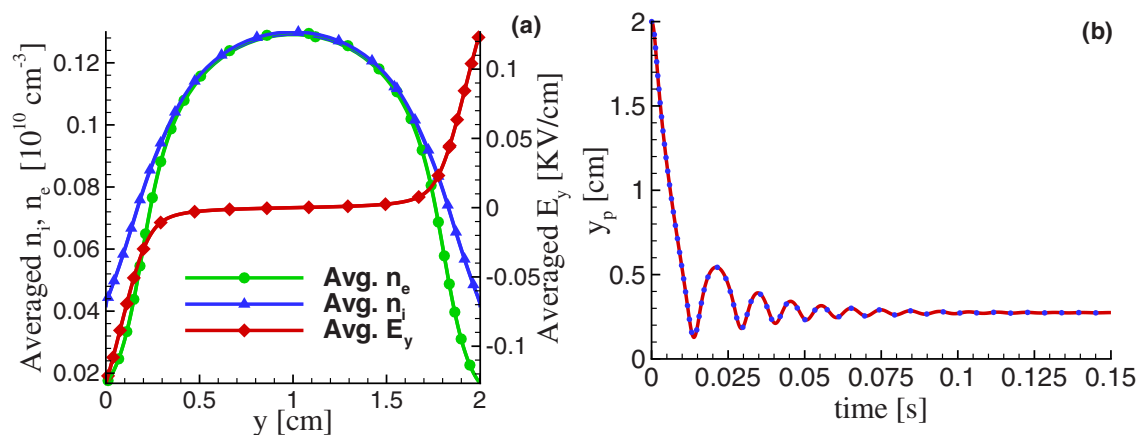 (a)
Averaged n_i, n_e [10^10 cm^-3]
0.12
0.1
0.08
0.06
0.04
0.02
0
0.5
1
1.5
2
y [cm]
Avg. n_e
Avg. n_i
Avg. E_y
0.1
0.05
0
-0.05
-0.1
Averaged E_y [KV/cm]
(b)
y_p [cm]
2
1.5
1
0.5
0
0
0.025
0.05
0.075
0.1
0.125
0.15
time [s]